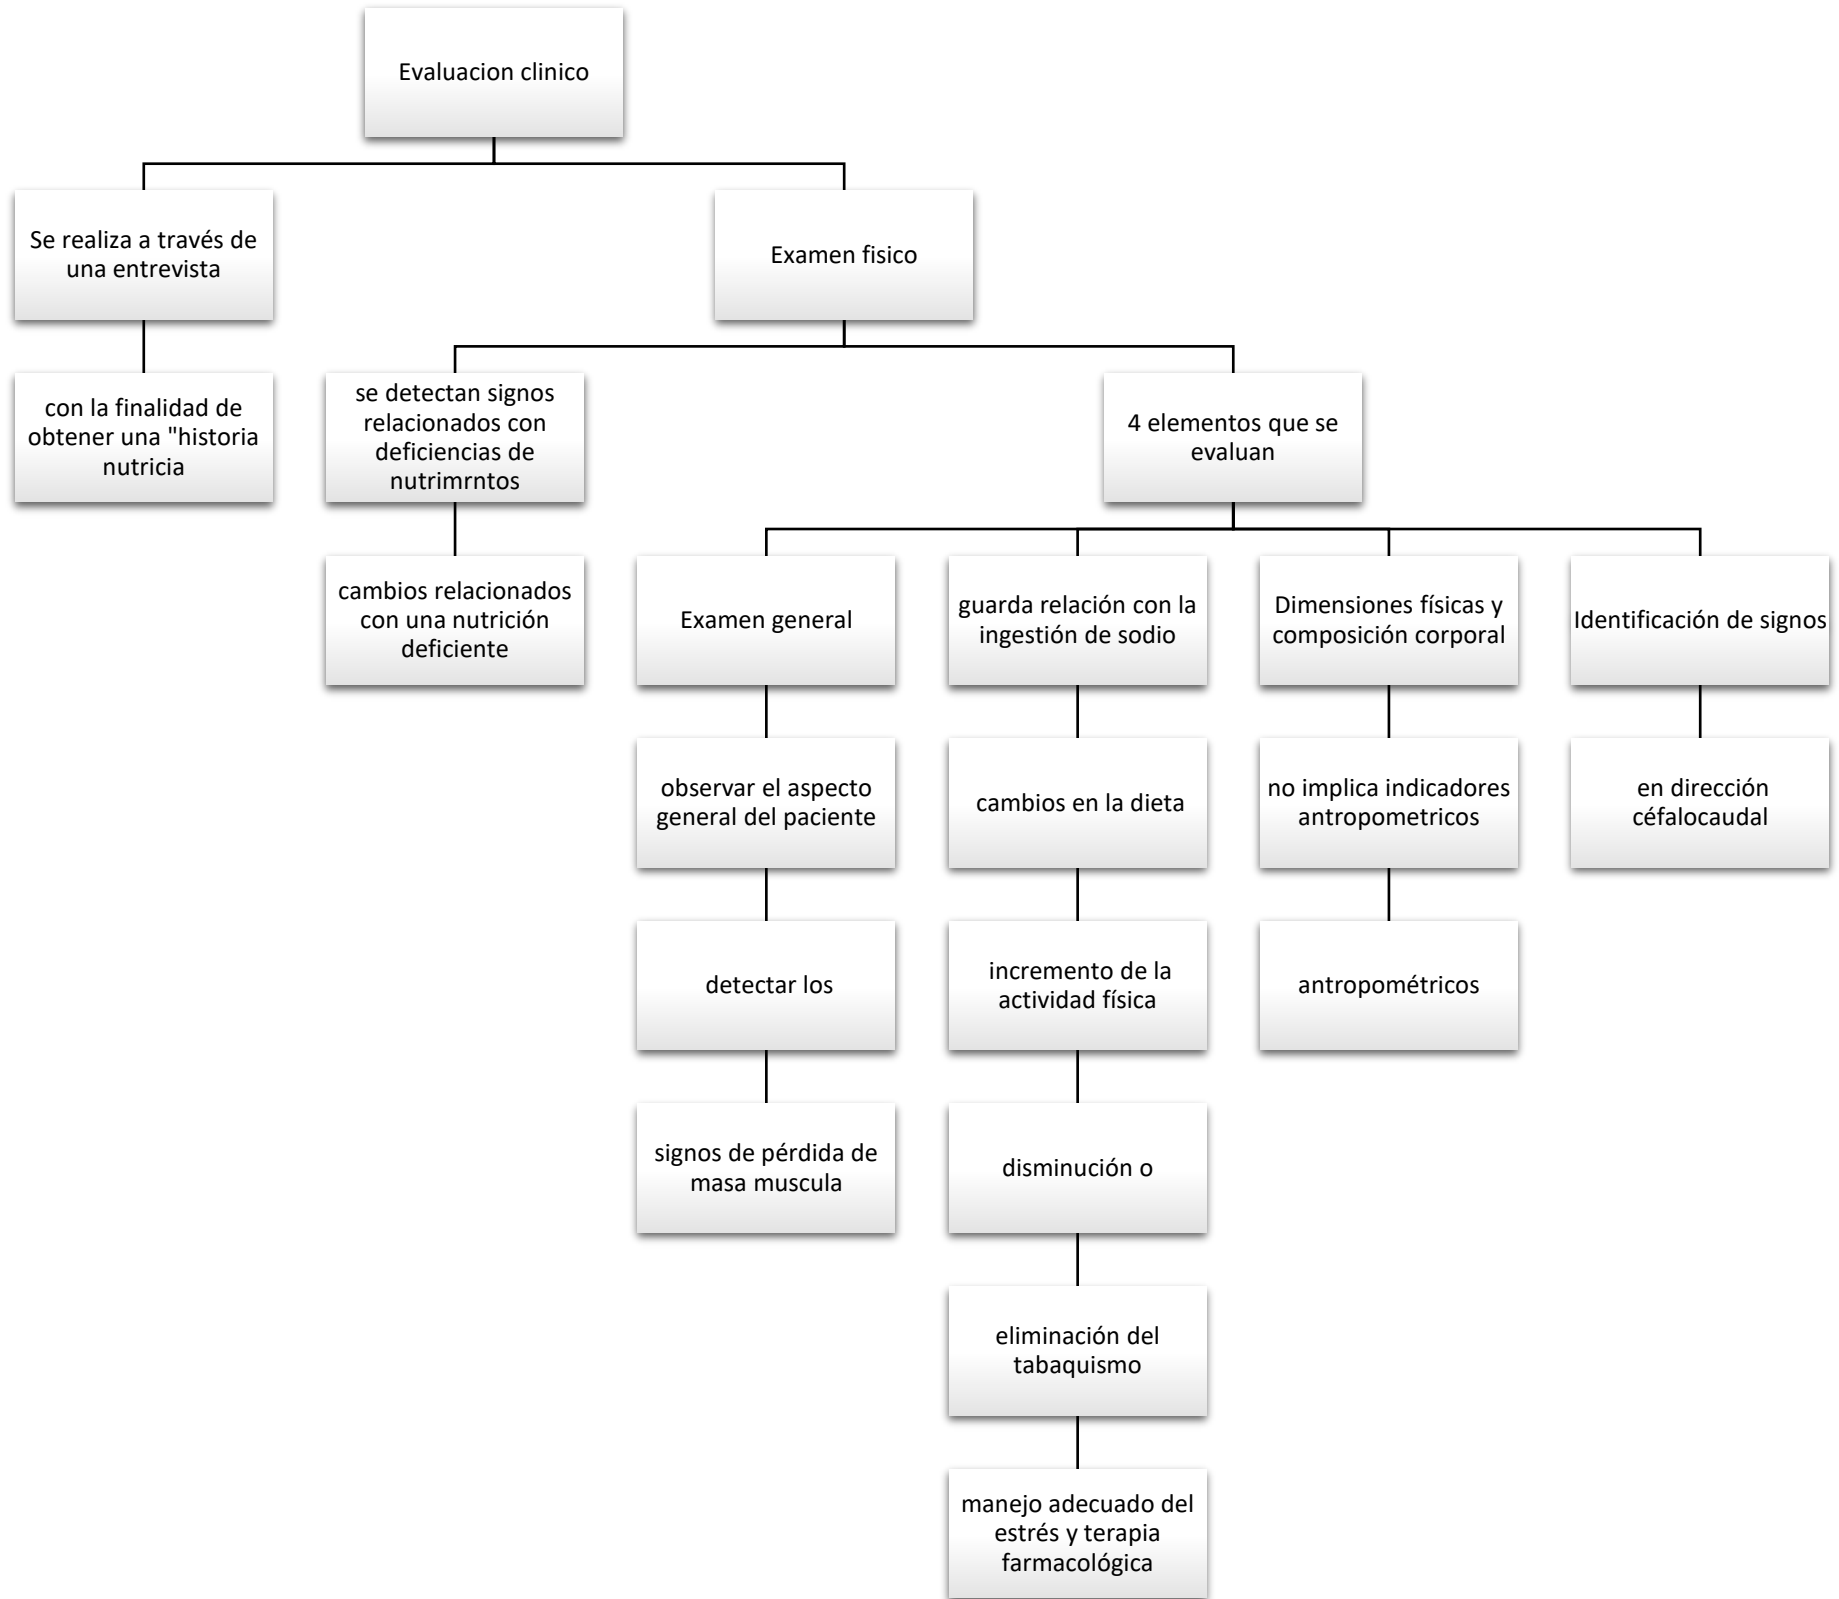 Evaluacion clinico
Se realiza a través de
una entrevista
Examen fisico
con la finalidad de
obtener una "historia
nutricia
se detectan signos
relacionados con
deficiencias de
nutrimrntos
4 elementos que se
evaluan
cambios relacionados
con una nutrición
deficiente
Examen general
guarda relación con la
ingestión de sodio
Dimensiones físicas y
composición corporal
Identificación de signos
observar el aspecto
general del paciente
cambios en la dieta
no implica indicadores
antropometricos
en dirección
céfalocaudal
detectar los
incremento de la
actividad física
antropométricos
signos de pérdida de
masa muscula
disminución o
eliminación del
tabaquismo
manejo adecuado del
estrés y terapia
farmacológica